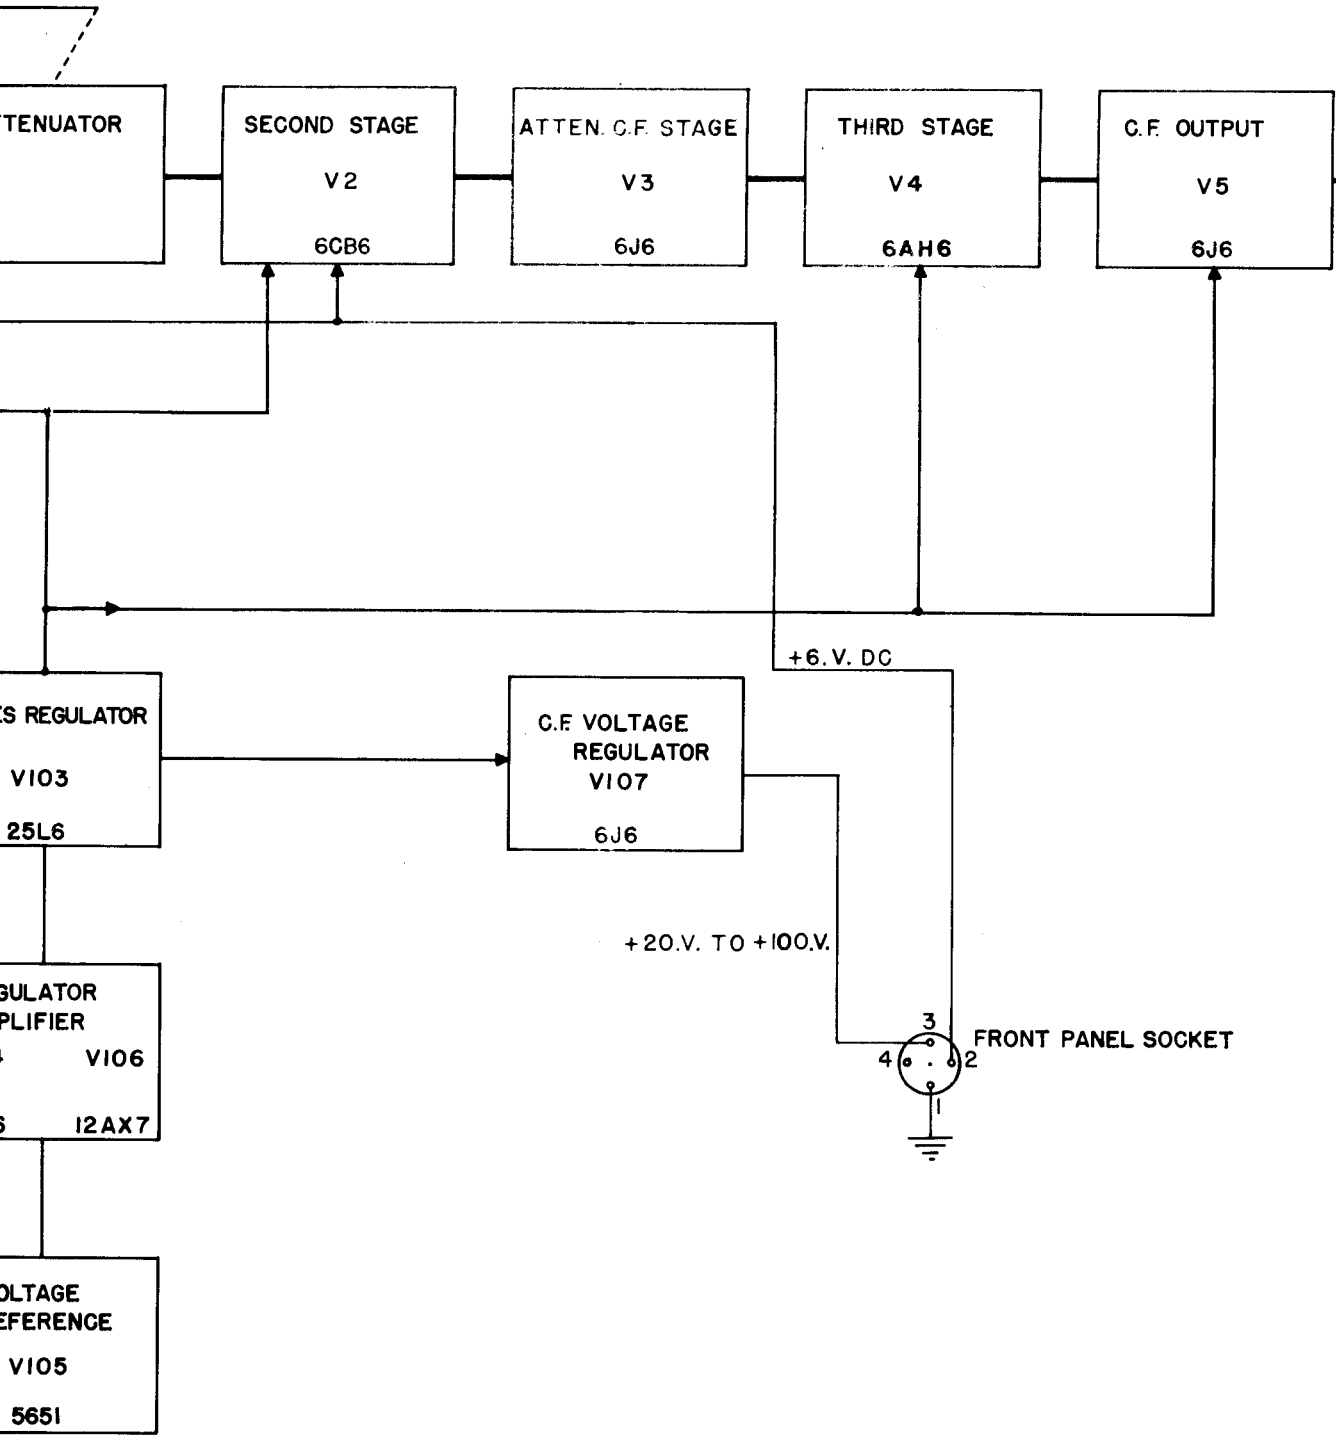 TTENUATOR
SECOND STAGE
V2
6CB6
ATTEN. C.F. STAGE
V3
6J6
THIRD STAGE
V4
6AH6
C.F. OUTPUT
V5
6J6
+6.V. DC
ES REGULATOR
V103
25L6
C.F. VOLTAGE
REGULATOR
V107
6J6
+20.V. TO +100.V.
3
4
2
1
FRONT PANEL SOCKET
GULATOR
PLIFIER
V106
12AX7
OLTAGE
EFERENCE
V105
5651